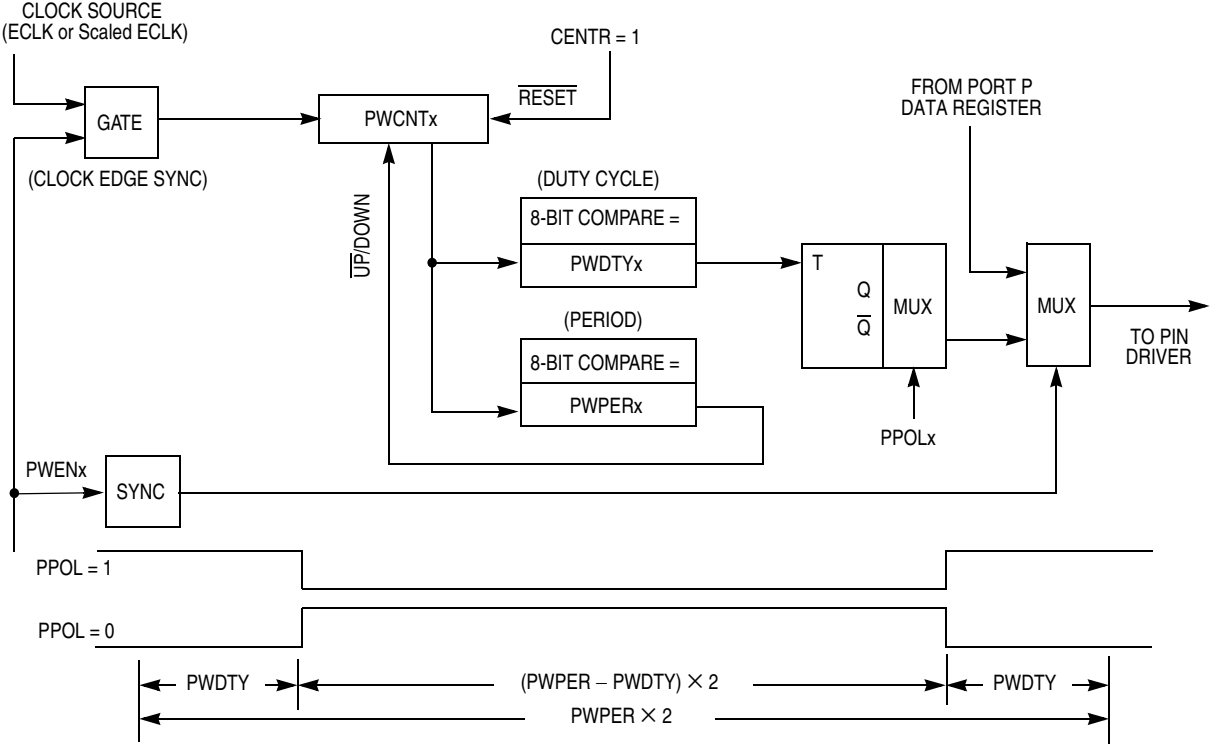 CLOCK SOURCE
(ECLK or Scaled ECLK)
CENTR = 1
FROM PORT P
DATA REGISTER
RESET
GATE
PWCNTx
(CLOCK EDGE SYNC)
UP/DOWN
(DUTY CYCLE)
8-BIT COMPARE =
PWDTYx
T
Q
Q
MUX
MUX
(PERIOD)
8-BIT COMPARE =
PWPERx
TO PIN
DRIVER
PPOLx
PWENx
SYNC
PPOL = 1
PPOL = 0
PWDTY
(PWPER – PWDTY) × 2
PWDTY
PWPER × 2